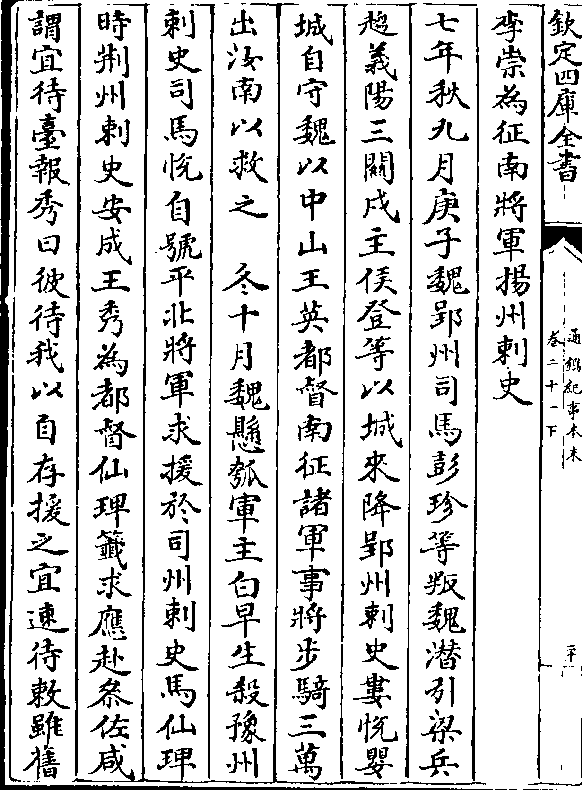 欽定四庫全書
通鑑紀事本末
卷二十一下
李崇為征南將軍揚州刺史
七年秋九月庚子魏郢州司馬彭珍等叛魏潜引梁兵
趨義陽三關戍主侯登等以城來降郢州刺史婁悅嬰
城自守魏以中山王英都督南征諸軍事將步騎三萬
出汝南以救之　冬十月魏懸瓠軍主白早生殺豫州
刺史司馬悅自號平北將軍求援於司州刺史馬仙琕
時荆州刺史安成王秀為都督仙琕籤求應赴叅佐咸
謂宜待臺報秀曰彼待我以自存援之宜速待敕雖舊